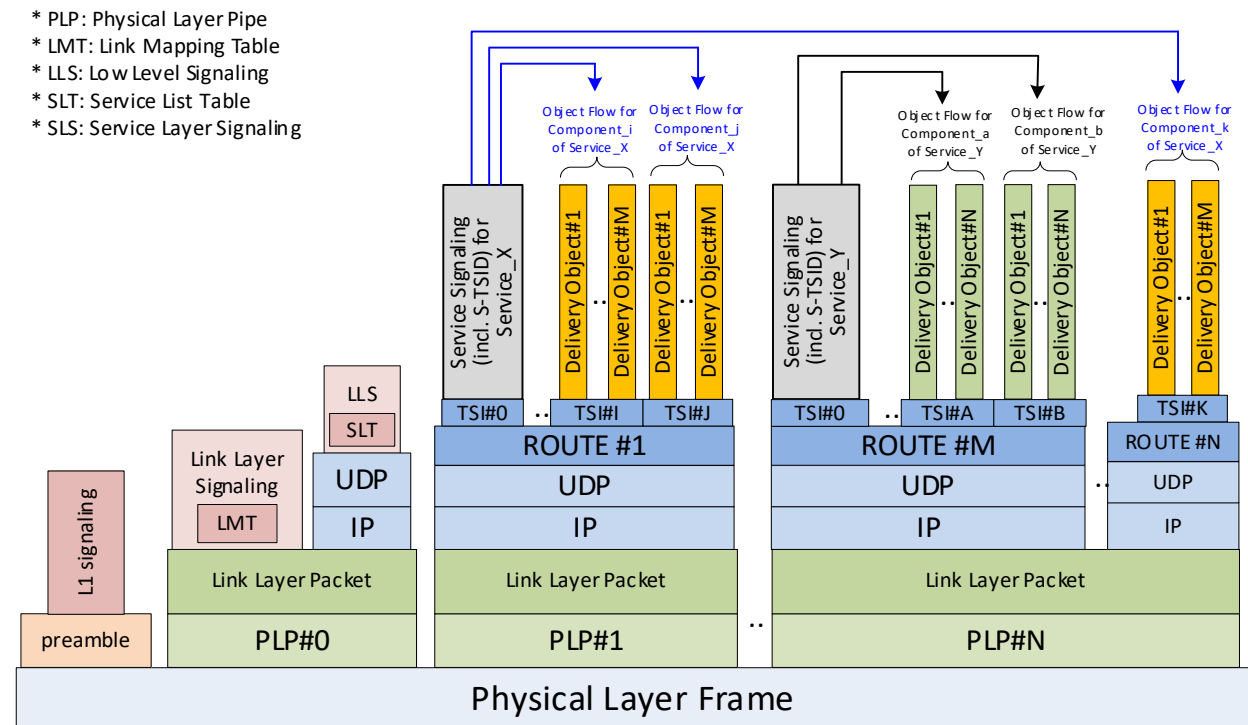 * PLP: Physical Layer Pipe
* LMT: Link Mapping Table
* LLS: Low Level Signaling
* SLT: Service List Table
* SLS: Service Layer Signaling
Object Flow for
Component_i
of Service_X
Object Flow for
Component_j
of Service_X
Object Flow for
Component_a
of Service_Y
Object Flow for
Component_b
of Service_Y
Object Flow for
Component_k
of Service_X
Service Signaling
(incl. S-TSID) for
Service_X
Delivery Object#1
..
Delivery Object#M
Delivery Object#1
..
Delivery Object#M
Service Signaling
(incl. S-TSID) for
Service_Y
Delivery Object#1
..
Delivery Object#N
Delivery Object#1
..
Delivery Object#N
Delivery Object#1
..
Delivery Object#M
TSI#0
..
TSI#I
TSI#J
TSI#0
..
TSI#A
TSI#B
TSI#K
ROUTE #1
ROUTE #M
ROUTE #N
LLS
SLT
UDP
IP
UDP
IP
UDP
IP
..
UDP
IP
Link Layer
Signaling
LMT
L1 signaling
Link Layer Packet
Link Layer Packet
Link Layer Packet
preamble
PLP#0
PLP#1
..
PLP#N
Physical Layer Frame